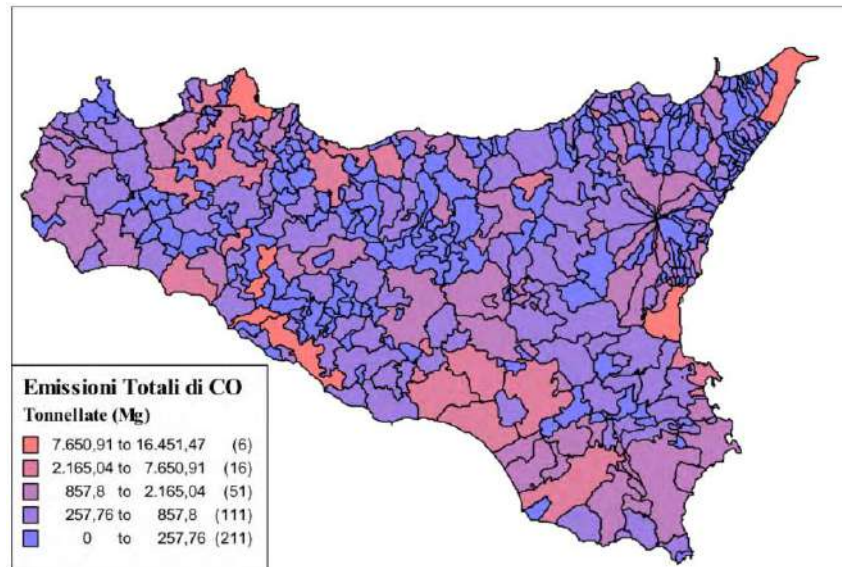 Emissioni Totali di CO
Tonnellate (Mg)
7.650,91 to 16.451,47 (6)
2.165,04 to 7.650,91 (16)
857,8 to 2.165,04 (51)
257,76 to 857,8 (111)
0 to 257,76 (211)